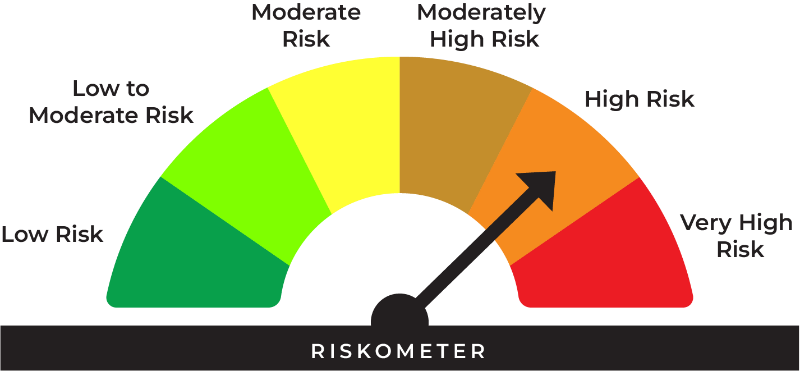 Moderate
Risk
Moderately
High Risk
Low to
Moderate Risk
High Risk
Low Risk
Very High
Risk
RISKOMETER